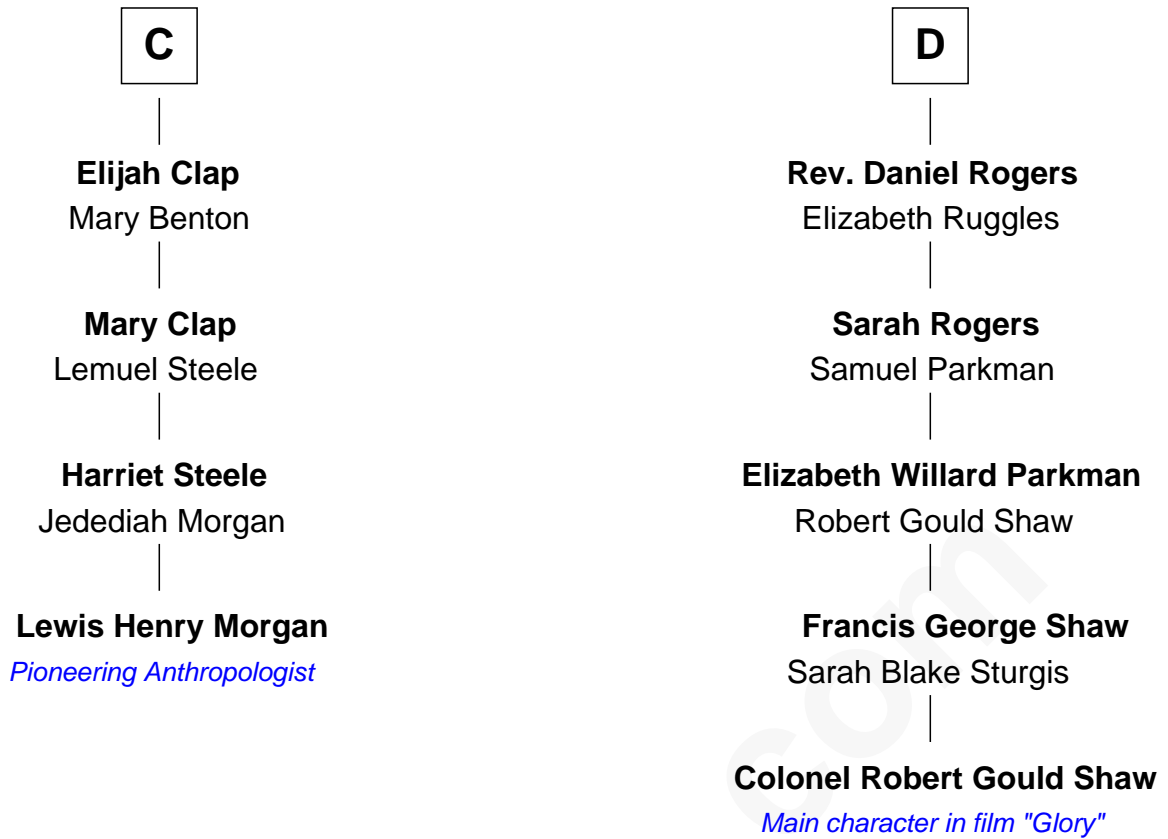 C
Elijah Clap
Mary Benton
Mary Clap
Lemuel Steele
Harriet Steele
Jedediah Morgan
Lewis Henry Morgan
Pioneering Anthropologist
D
Rev. Daniel Rogers
Elizabeth Ruggles
Sarah Rogers
Samuel Parkman
Elizabeth Willard Parkman
Robert Gould Shaw
Francis George Shaw
Sarah Blake Sturgis
Colonel Robert Gould Shaw
Main character in film "Glory"
com